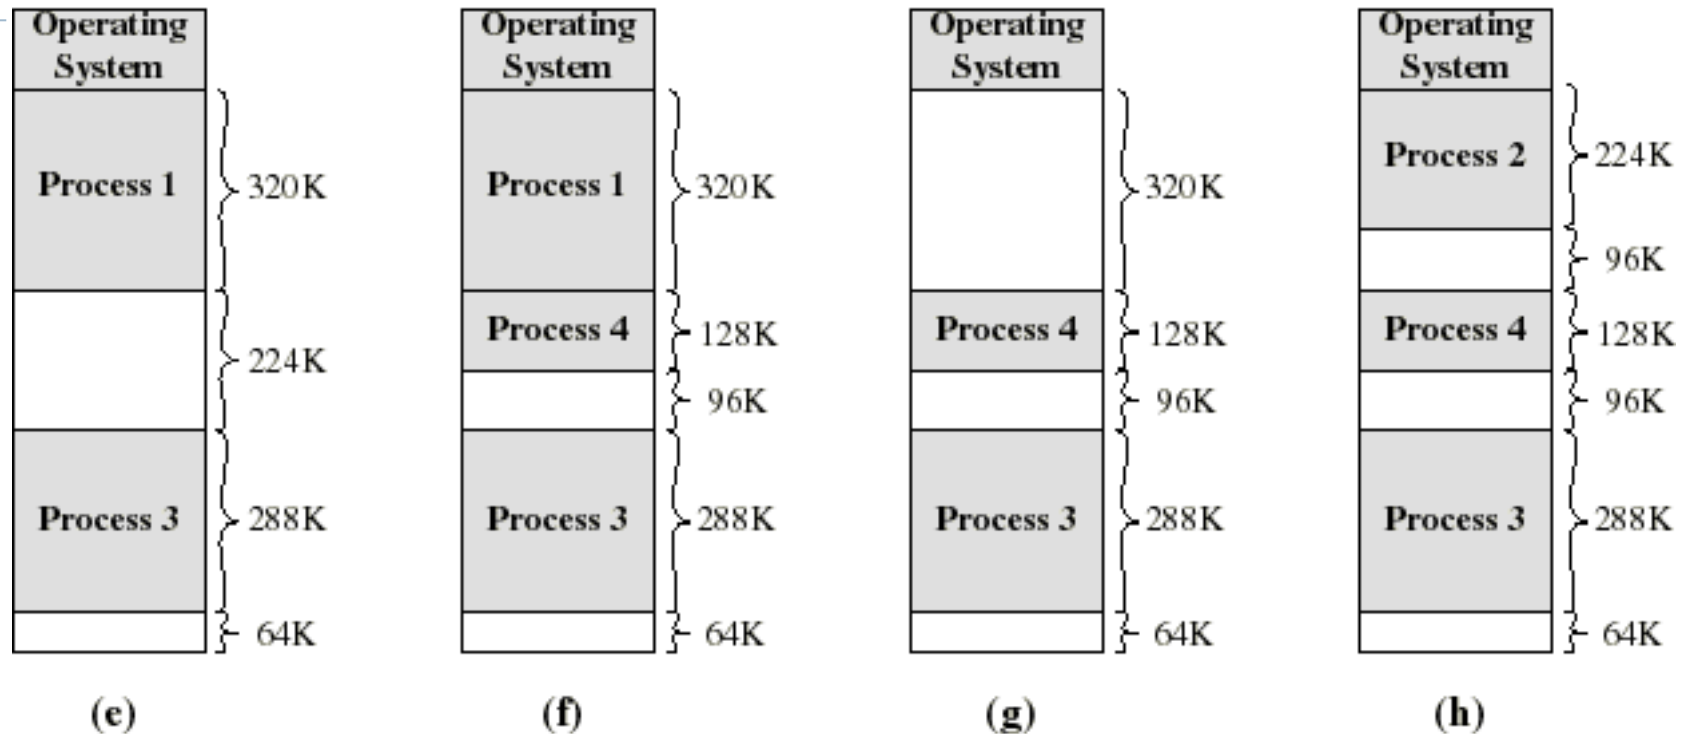 Operating
System
Process 1
320K
224K
Process 3
288K
64K
(e)
Operating
System
Process 1
320K
Process 4
128K
96K
Process 3
288K
64K
(f)
Operating
System
320K
Process 4
128K
96K
Process 3
288K
64K
(g)
Operating
System
Process 2
224K
96K
Process 4
128K
96K
Process 3
288K
64K
(h)